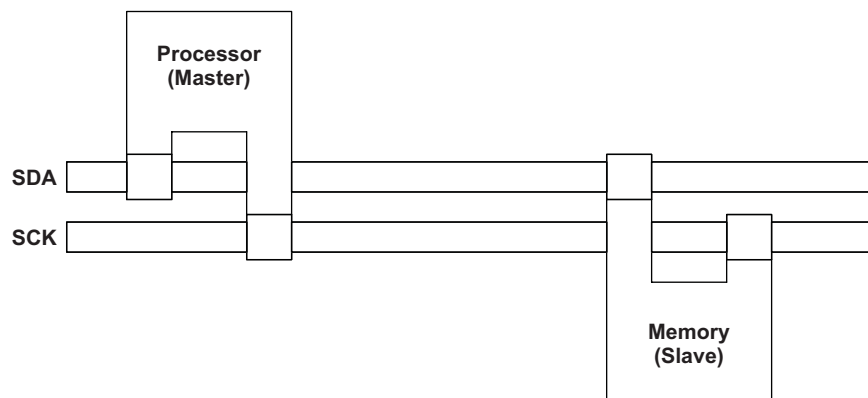 Processor
(Master)
SDA
SCK
Memory
(Slave)